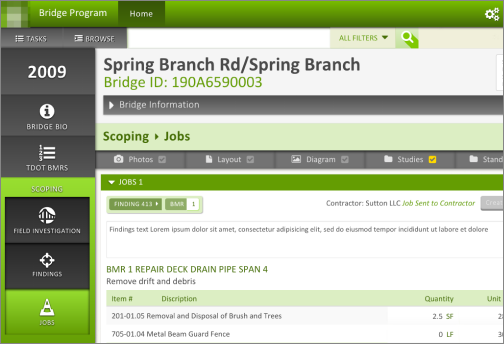 Bridge Program Home
TASKS BROWSE ALL FILTERS
2009
Spring Branch Rd/Spring Branch
Bridge ID: 190A6590003
Bridge Information
BRIDGE BIO
Scoping Jobs
TDOT BMRS
Photos Layout Diagram Studies Stand
SCOPING
JOBS 1
FINDING 413 BMR 1 Contractor: Sutton LLC Job Sent to Contractor Creat
FIELD INVESTIGATION
Findings text Lorem ipsum dolor sit amet, consectetur adipisicing elit, sed do eiusmod tempor incididunt ut labore et dolore
FINDINGS
BMR 1 REPAIR DECK DRAIN PIPE SPAN 4
Remove drift and debris
Item # Discription Quantity Unit
201-01.05 Removal and Disposal of Brush and Trees 2.5 SF
JOBS
705-01.04 Metal Beam Guard Fence 0 LF